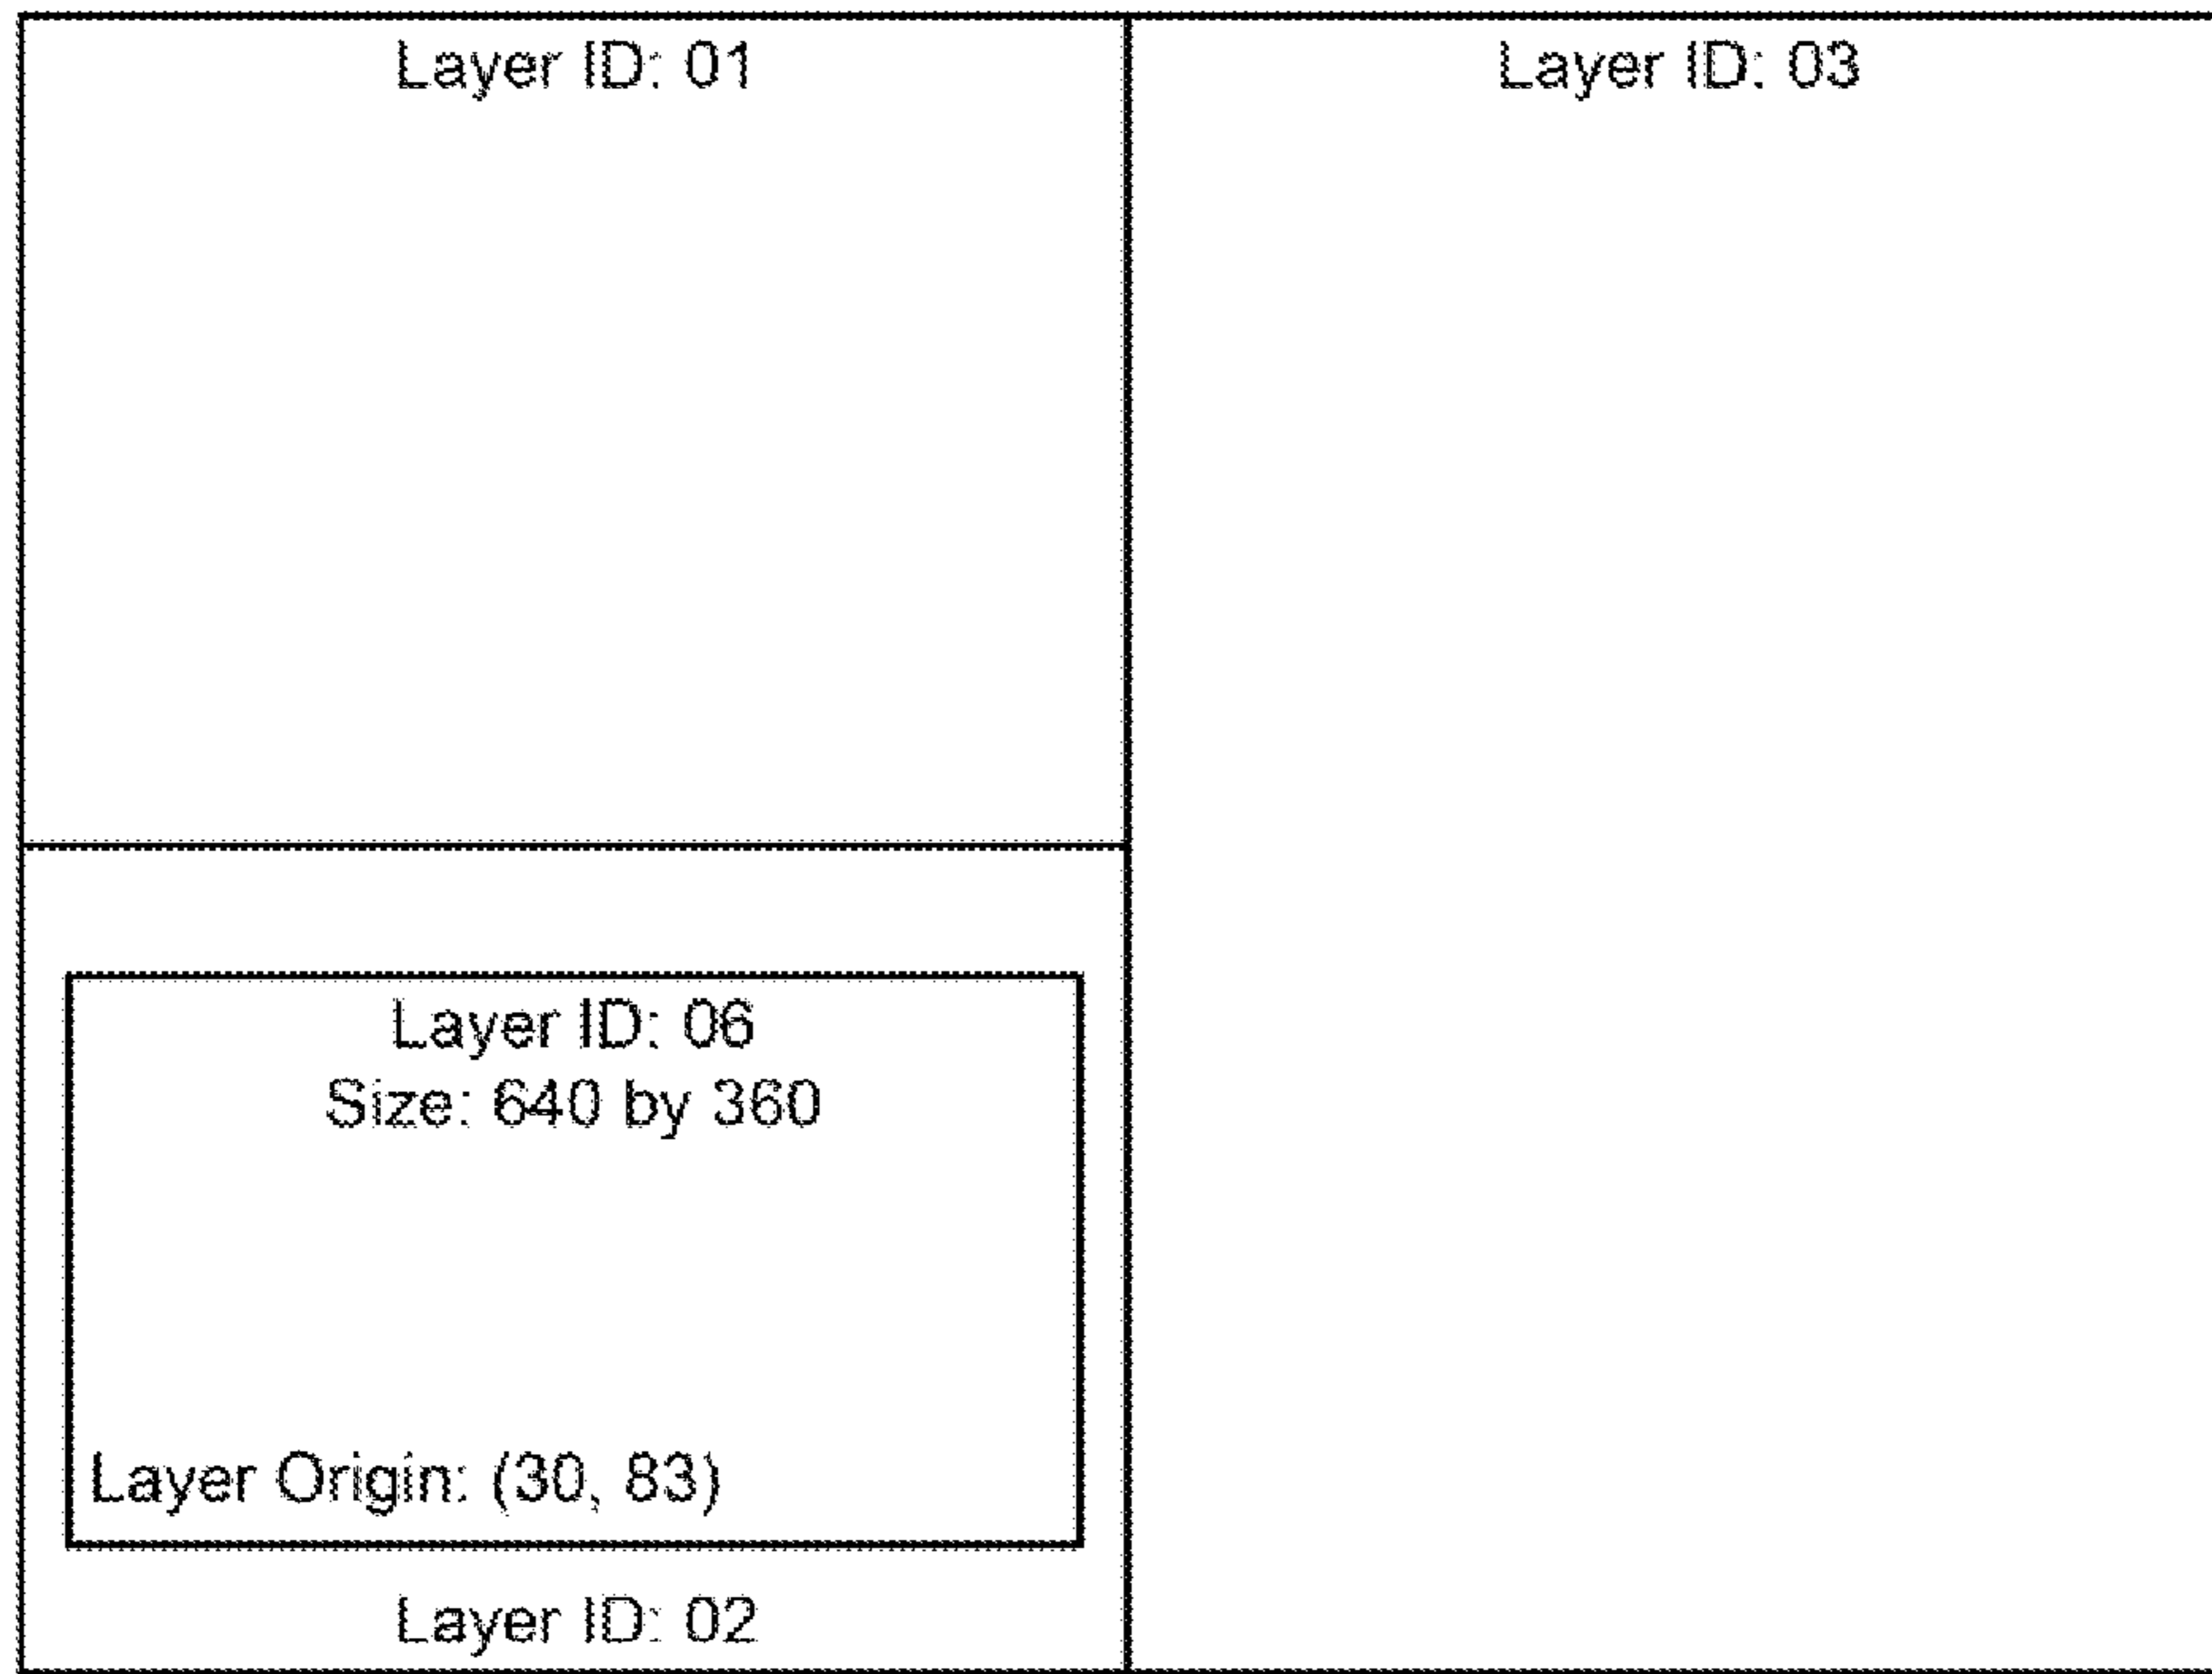 Layer ID: 01
Layer ID: 03
Layer ID: 06
Size: 640 by 360
Layer Origin: (30, 83)
Layer ID: 02